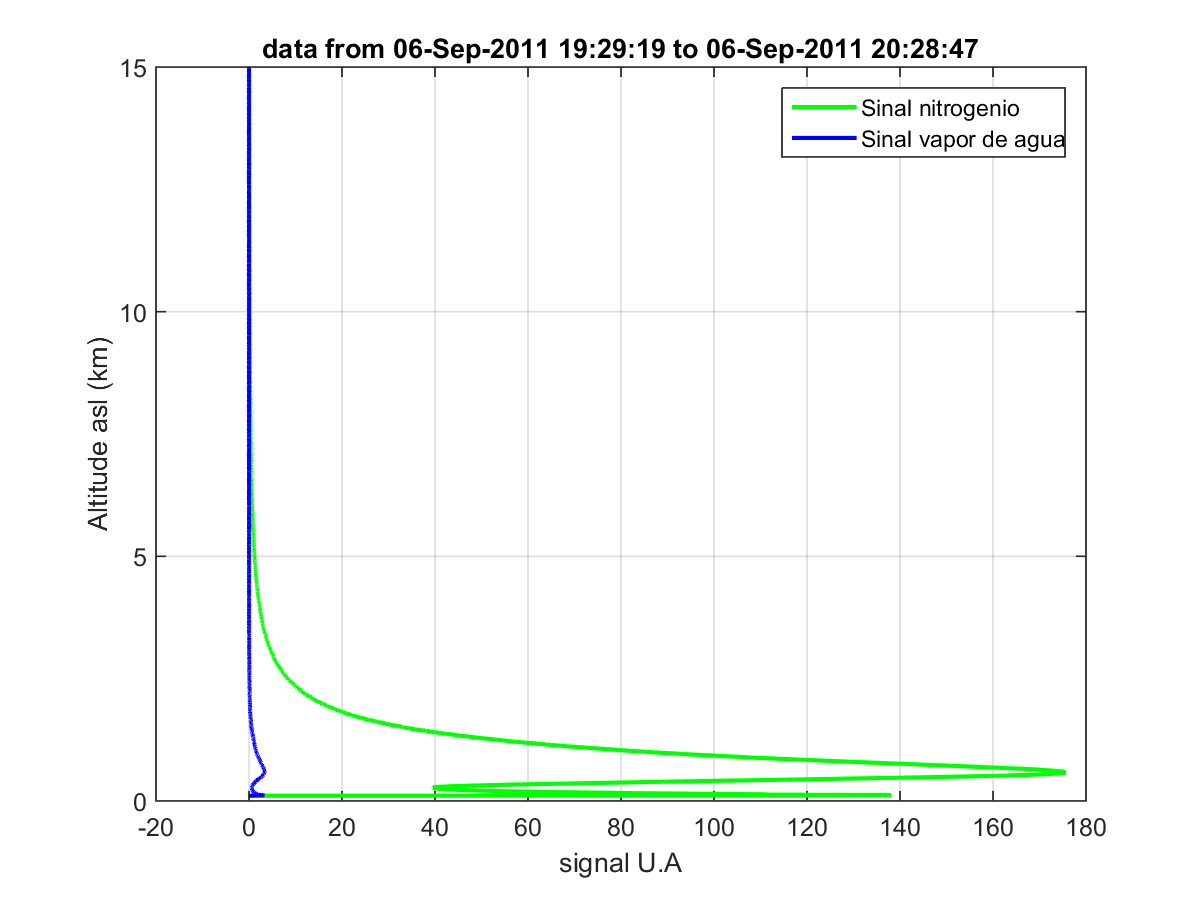 data from 06-Sep-2011 19:29:19 to 06-Sep-2011 20:28:47
Sinal nitrogenio
Sinal vapor de agua
15
10
5
0
Altitude asl (km)
-20 0 20 40 60 80 100 120 140 160 180
signal U.A